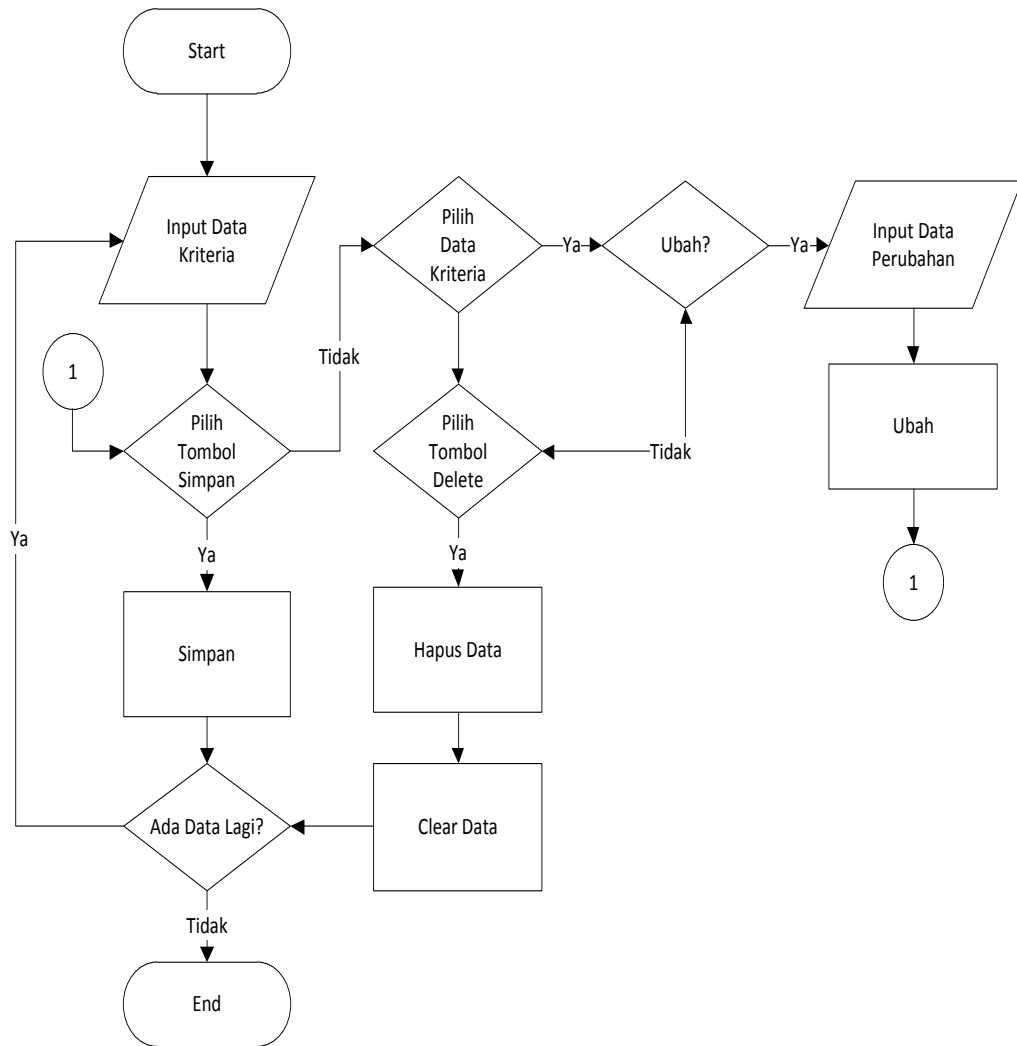 Start
Input Data
Kriteria
Pilih
Data
Kriteria
Ya
Ubah?
Ya
Input Data
Perubahan
Tidak
1
Pilih
Tombol
Simpan
Pilih
Tombol
Delete
Tidak
Ubah
Ya
Ya
Ya
1
Simpan
Hapus Data
Ada Data Lagi?
Clear Data
Tidak
End